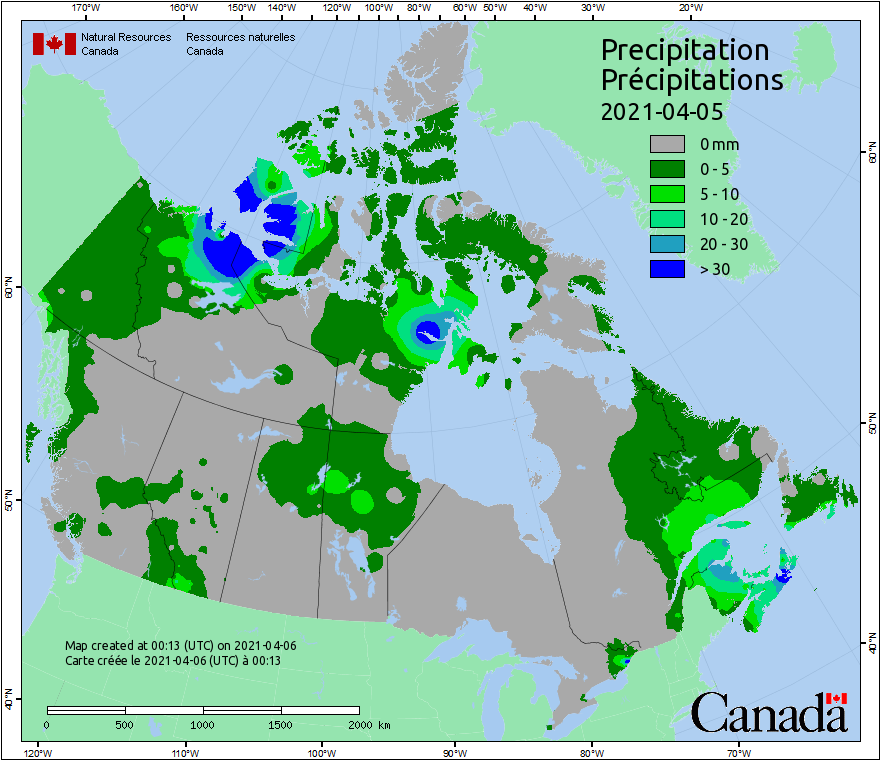 170°W 160°W 150°W 140°W 120°W 100°W 80°W 60°W 50°W 40°W 30°W 20°W
Natural Resources Canada
Ressources naturelles Canada
Precipitation
Précipitations
2021-04-05
0 mm
0 - 5
5 - 10
10 - 20
20 - 30
> 30
60°N
50°N
40°N
60°N
50°N
40°N
Map created at 00:13 (UTC) on 2021-04-06
Carte créée le 2021-04-06 (UTC) à 00:13
0 500 1000 1500 2000 km
Canada
120°W 110°W 100°W 90°W 80°W 70°W